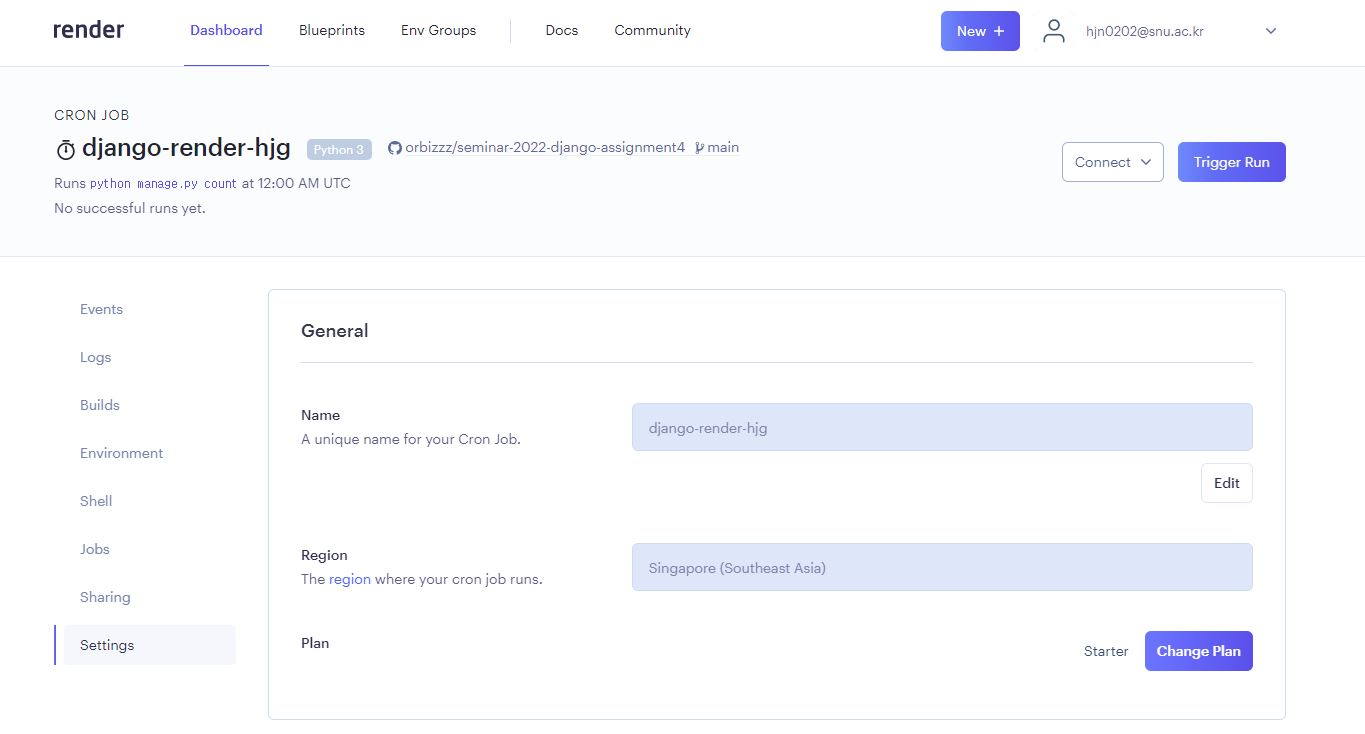 render Dashboard Blueprints Env Groups Docs Community New + hjn0202@snu.ac.kr
CRON JOB
django-render-hjg Python 3 orbizzz/seminar-2022-django-assignment4 main
Connect Trigger Run
Runs python manage.py count at 12:00 AM UTC
No successful runs yet.
Events
Logs
Builds
Environment
Shell
Jobs
Sharing
Settings
General
Name
A unique name for your Cron Job.
django-render-hjg
Edit
Region
The region where your cron job runs.
Singapore (Southeast Asia)
Plan
Starter Change Plan